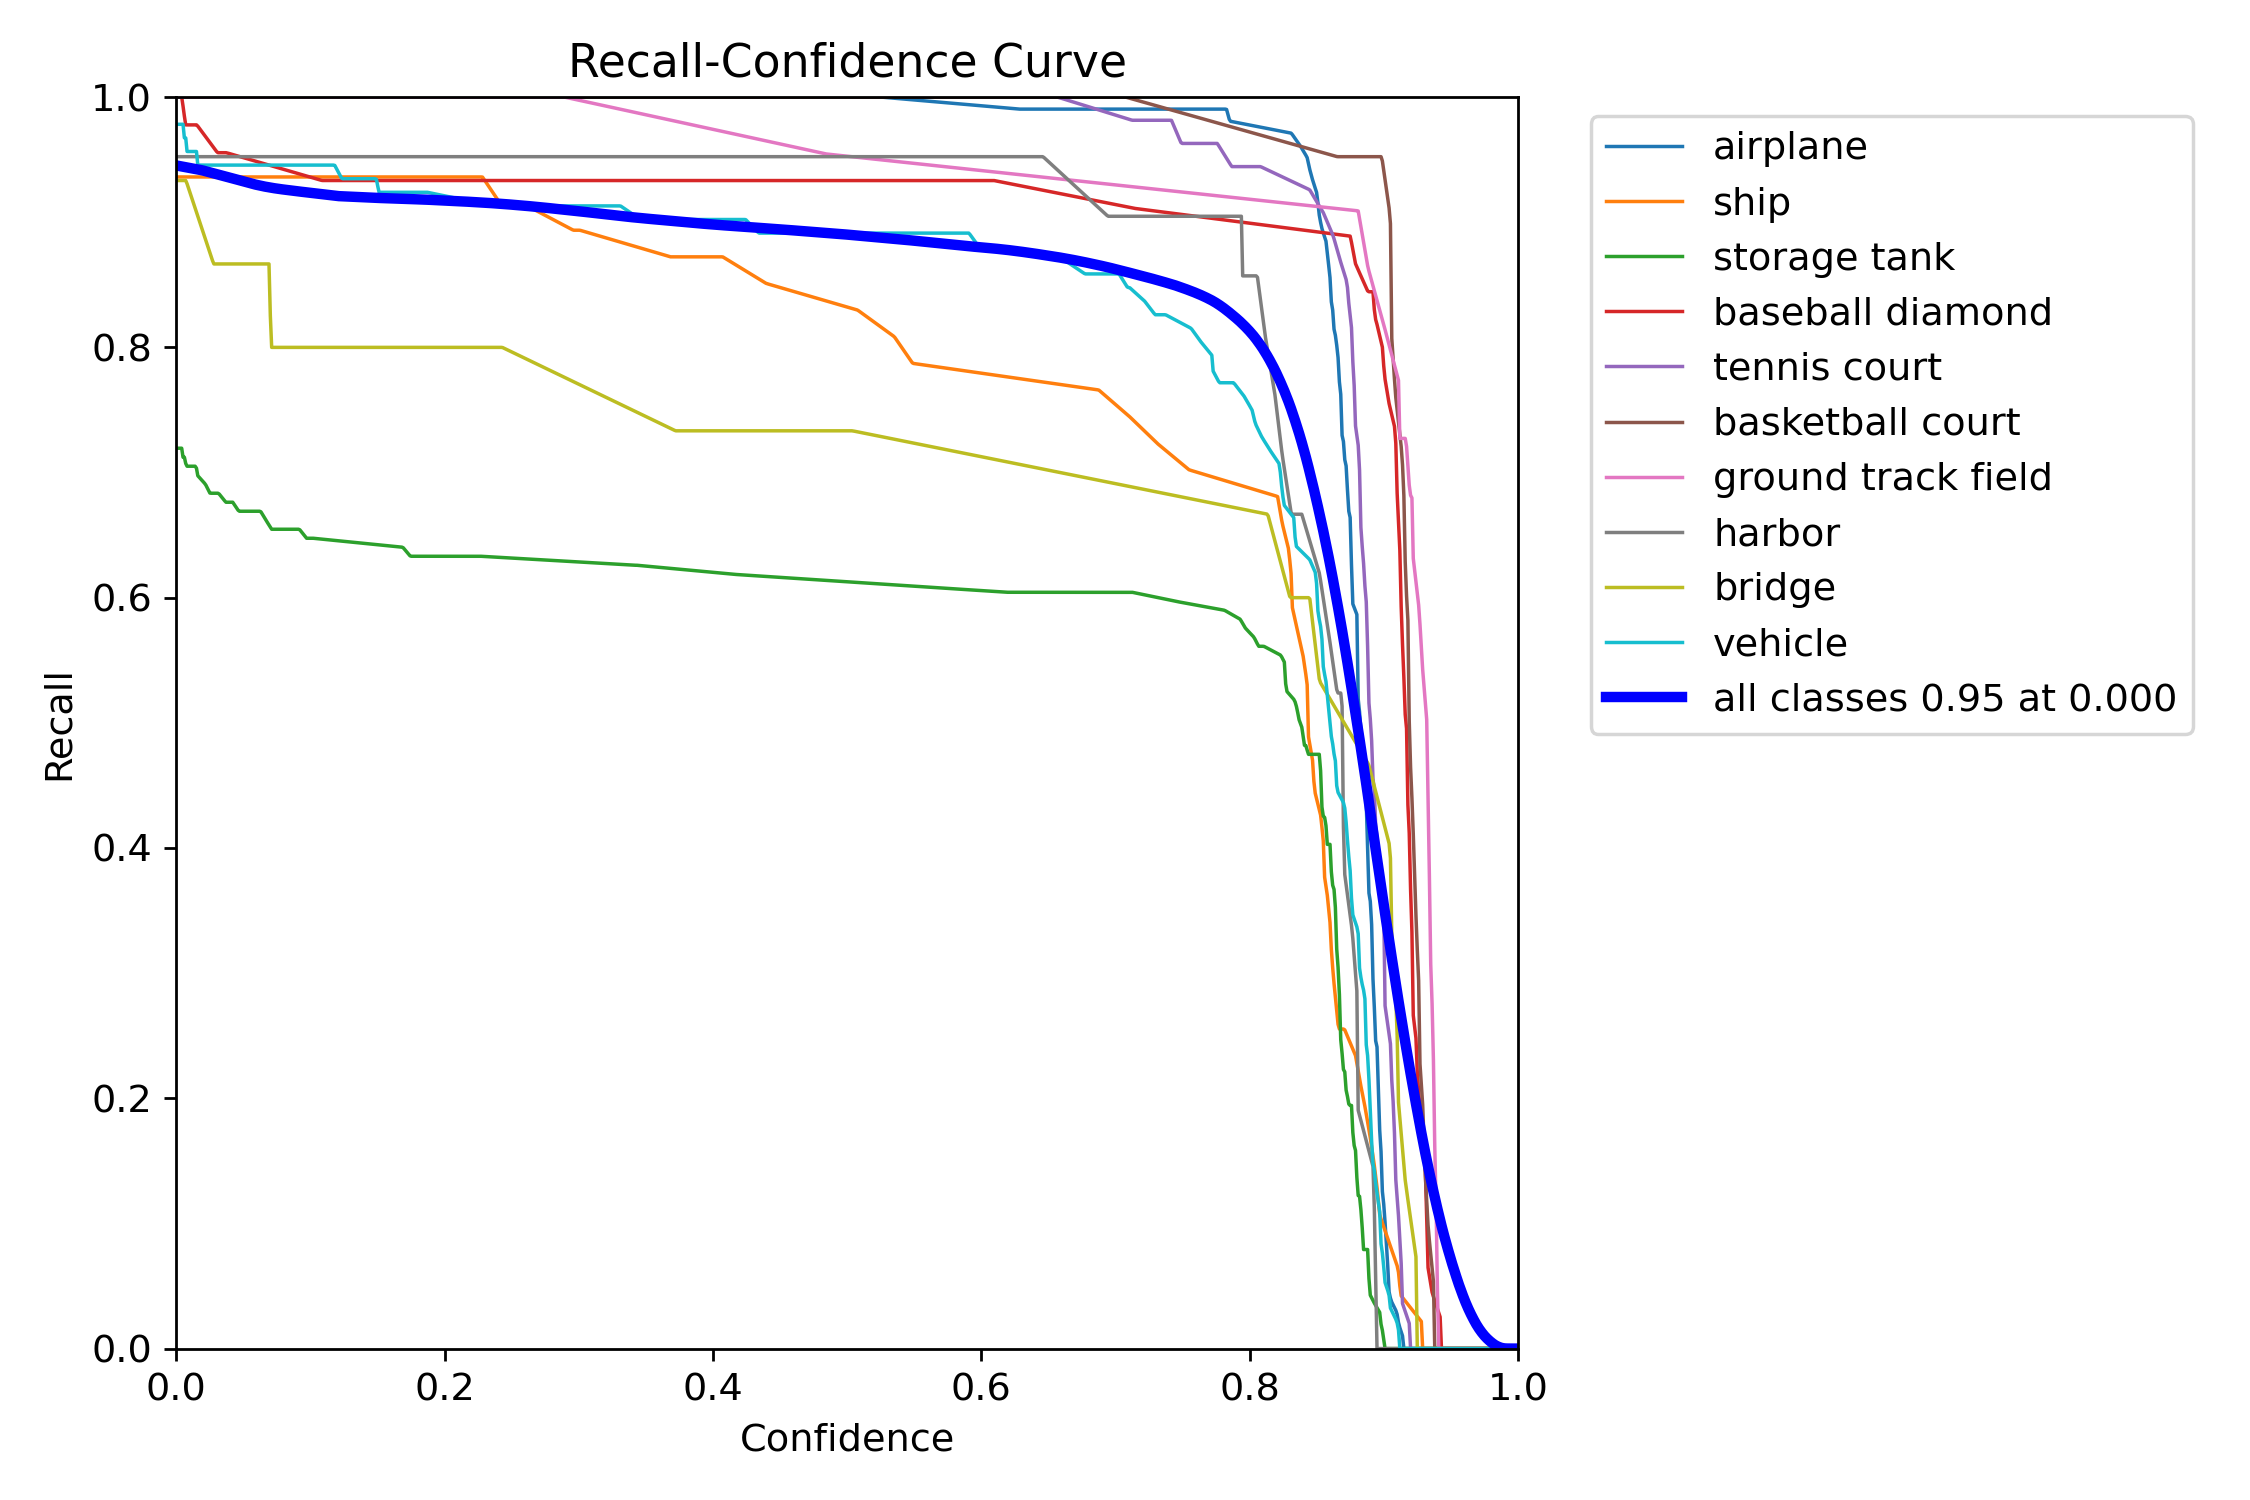 Recall-Confidence Curve
1.0
0.8
0.6
0.4
0.2
0.0
Recall
0.0 0.2 0.4 0.6 0.8 1.0
Confidence
airplane
ship
storage tank
baseball diamond
tennis court
basketball court
ground track field
harbor
bridge
vehicle
all classes 0.95 at 0.000